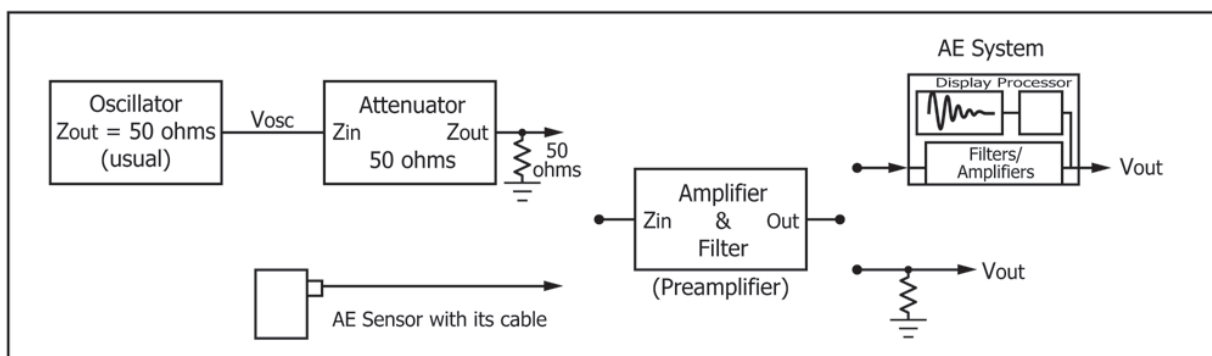 Oscillator
Zout = 50 ohms
(usual)
Vosc
Attenuator
Zin Zout
50 ohms
50
ohms
AE Sensor with its cable
Amplifier
Zin & Out
Filter
(Preamplifier)
AE System
Display Processor
Filters/
Amplifiers
Vout
Vout